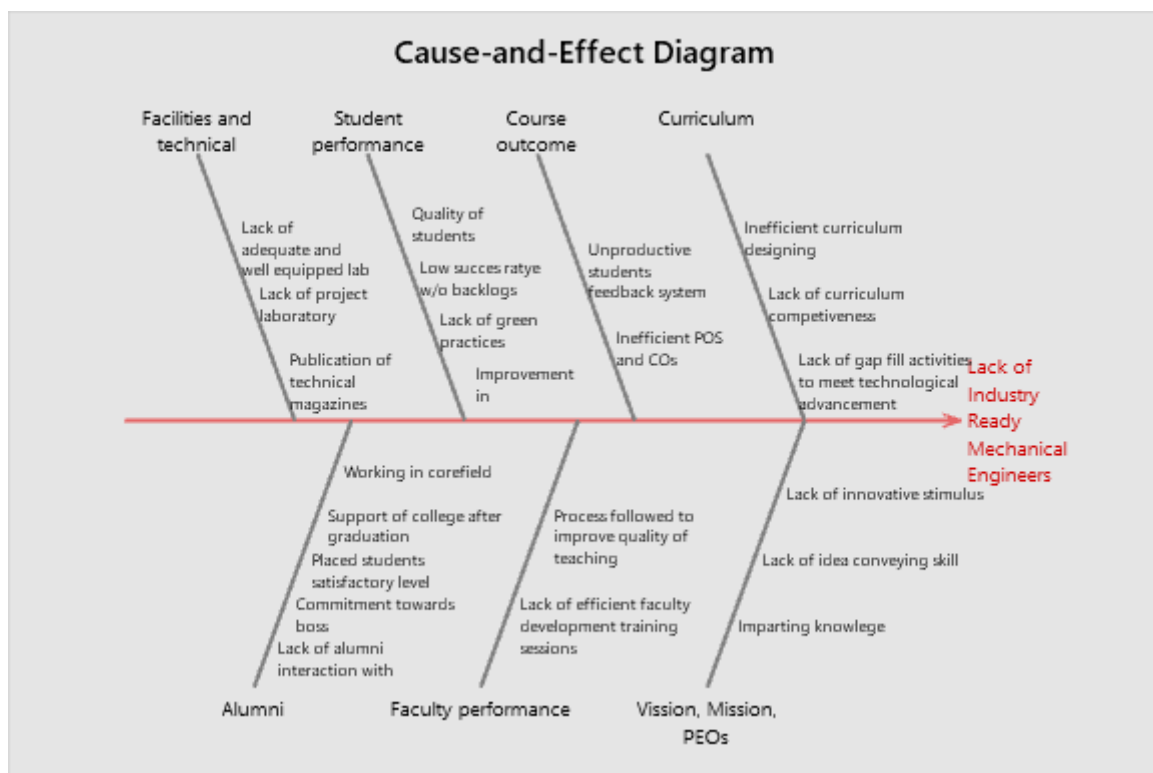 Cause-and-Effect Diagram
Facilities and
technical
Student
performance
Course
outcome
Curriculum
Lack of
adequate and
well equipped lab
Lack of project
laboratory
Publication of
technical
magazines
Quality of
students
Low succes ratye
w/o backlogs
Lack of green
practices
Improvement
in
Unproductive
students
feedback system
Inefficient POS
and COs
Inefficient curriculum
designing
Lack of curriculum
competiveness
Lack of gap fill activities
to meet technological
advancement
Lack of
Industry
Ready
Mechanical
Engineers
Working in corefield
Support of college after
graduation
Placed students
satisfactory level
Commitment towards
boss
Lack of alumni
interaction with
Alumni
Process followed to
improve quality of
teaching
Lack of efficient faculty
development training
sessions
Faculty performance
Lack of innovative stimulus
Lack of idea conveying skill
Imparting knowlege
Vission, Mission,
PEOs